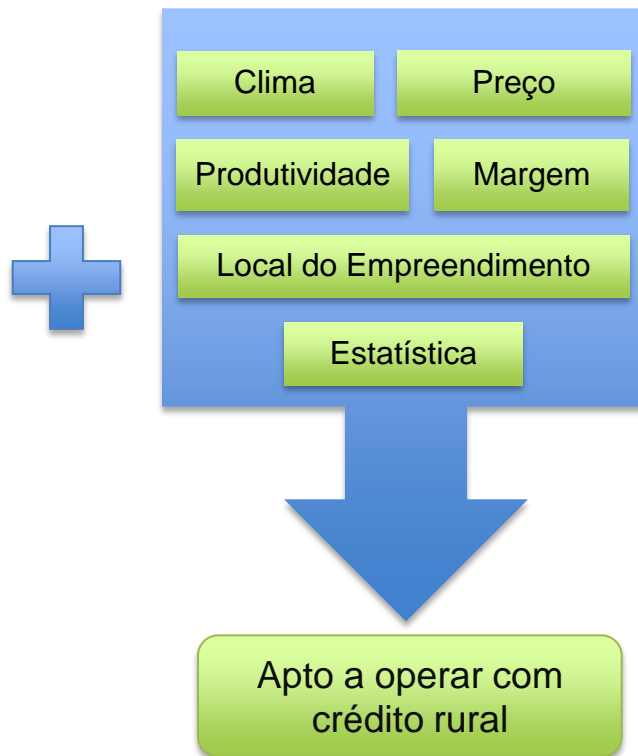 Clima
Preço
Produtividade
Margem
Local do Empreendimento
Estatística
Apto a operar com
crédito rural